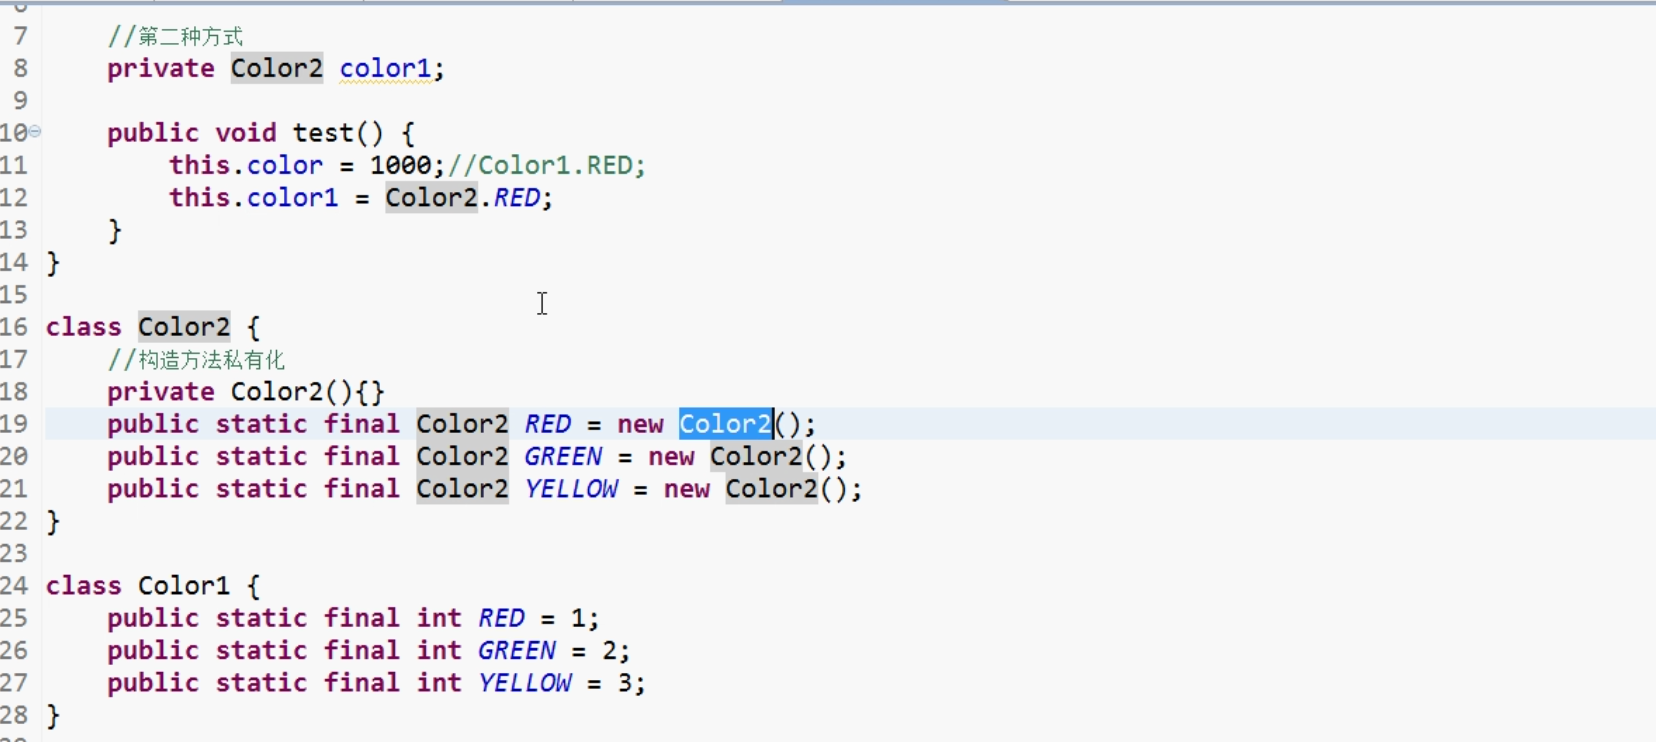 7 //第二种方式
8 private Color2 color1;
9
10 public void test() {
11 this.color = 1000;//Color1.RED;
12 this.color1 = Color2.RED;
13 }
14 }
15
16 class Color2 {
17 //构造方法私有化
18 private Color2(){}
19 public static final Color2 RED = new Color2();
20 public static final Color2 GREEN = new Color2();
21 public static final Color2 YELLOW = new Color2();
22 }
23
24 class Color1 {
25 public static final int RED = 1;
26 public static final int GREEN = 2;
27 public static final int YELLOW = 3;
28 }